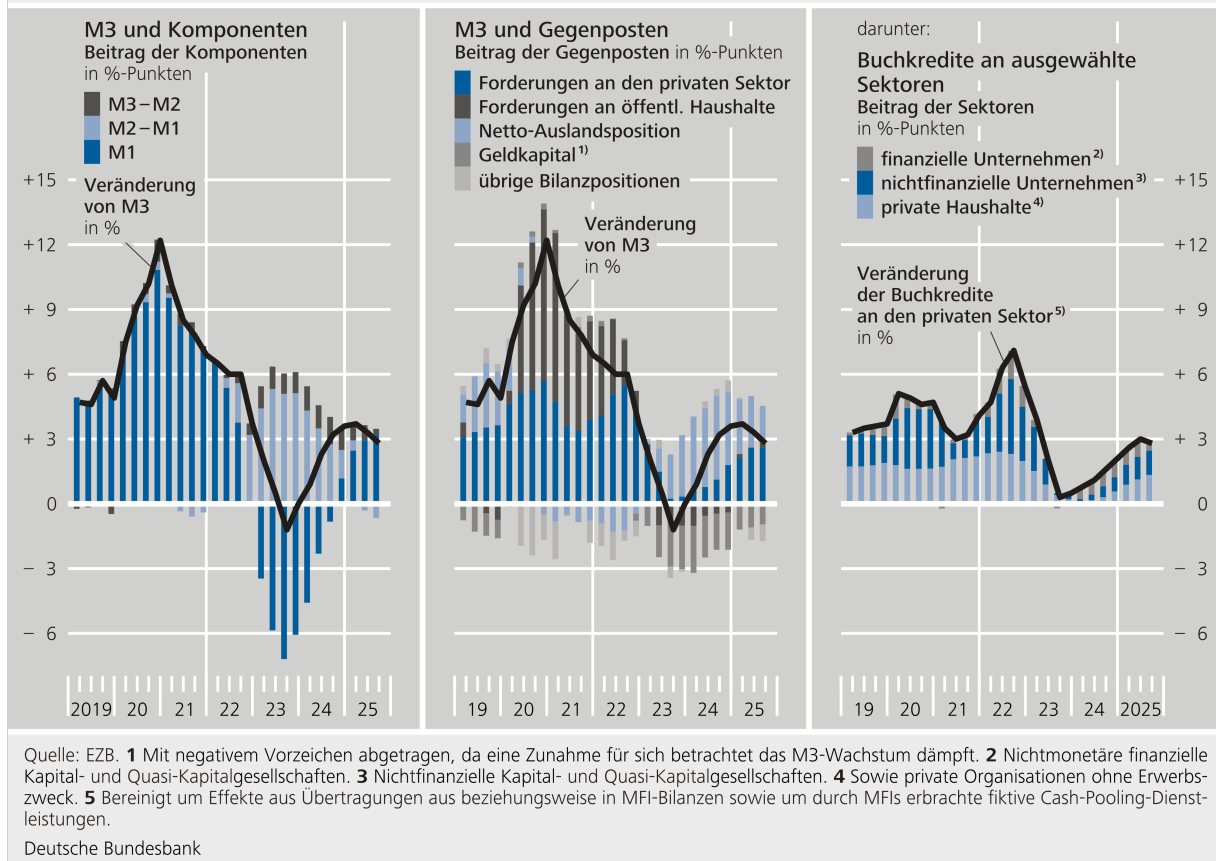 M3 und Komponenten
Beitrag der Komponenten
in %-Punkten
M3 – M2
M2 – M1
M1
Veränderung
von M3
in %
+15
+12
+ 9
+ 6
+ 3
0
− 3
− 6
2019 20 21 22 23 24 25
M3 und Gegenposten
Beitrag der Gegenposten in %-Punkten
Forderungen an den privaten Sektor
Forderungen an öffentl. Haushalte
Netto-Auslandsposition
Geldkapital 1)
übrige Bilanzpositionen
Veränderung
von M3
in %
19 20 21 22 23 24 25
darunter:
Buchkredite an ausgewählte
Sektoren
Beitrag der Sektoren
in %-Punkten
finanzielle Unternehmen 2)
nichtfinanzielle Unternehmen 3)
private Haushalte 4)
Veränderung
der Buchkredite
an den privaten Sektor 5)
in %
+15
+12
+ 9
+ 6
+ 3
0
− 3
− 6
19 20 21 22 23 24 2025
Quelle: EZB. 1 Mit negativem Vorzeichen abgetragen, da eine Zunahme für sich betrachtet das M3-Wachstum dämpft. 2 Nichtmonetäre finanzielle
Kapital- und Quasi-Kapitalgesellschaften. 3 Nichtfinanzielle Kapital- und Quasi-Kapitalgesellschaften. 4 Sowie private Organisationen ohne Erwerbs-
zweck. 5 Bereinigt um Effekte aus Übertragungen aus beziehungsweise in MFI-Bilanzen sowie um durch MFIs erbrachte fiktive Cash-Pooling-Dienst-
leistungen.
Deutsche Bundesbank